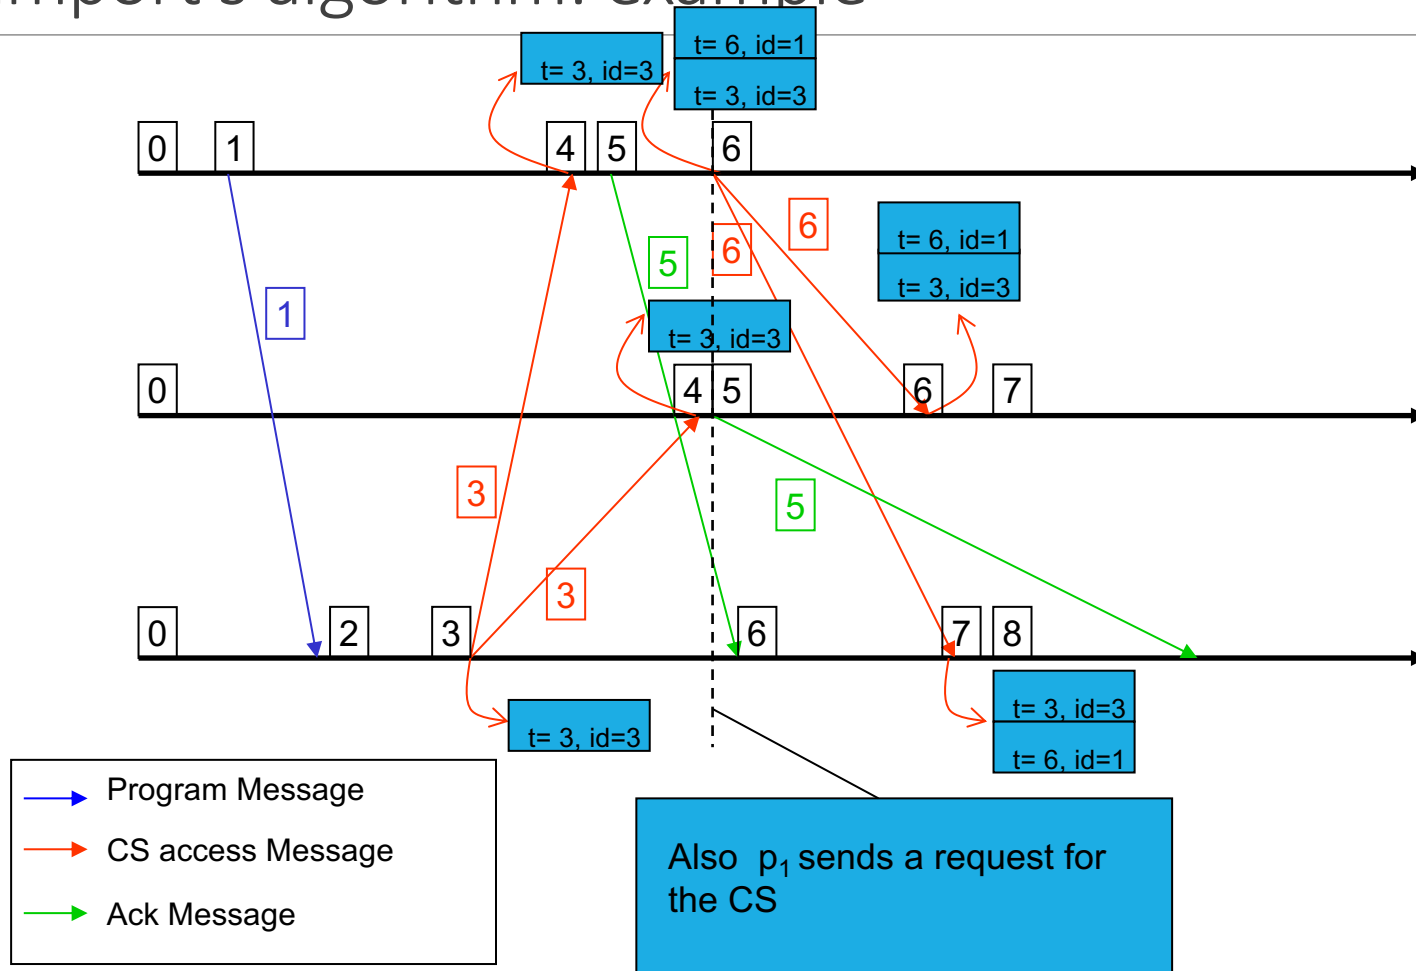 mport's algorithm: example
t= 6, id=1
t= 3, id=3
t= 3, id=3
0
1
4
5
6
6
6
5
t= 6, id=1
t= 3, id=3
1
t= 3, id=3
0
4
5
6
7
3
5
3
0
2
3
6
7
8
t= 3, id=3
t= 3, id=3
t= 6, id=1
Program Message
CS access Message
Ack Message
Also p₁ sends a request for
the CS